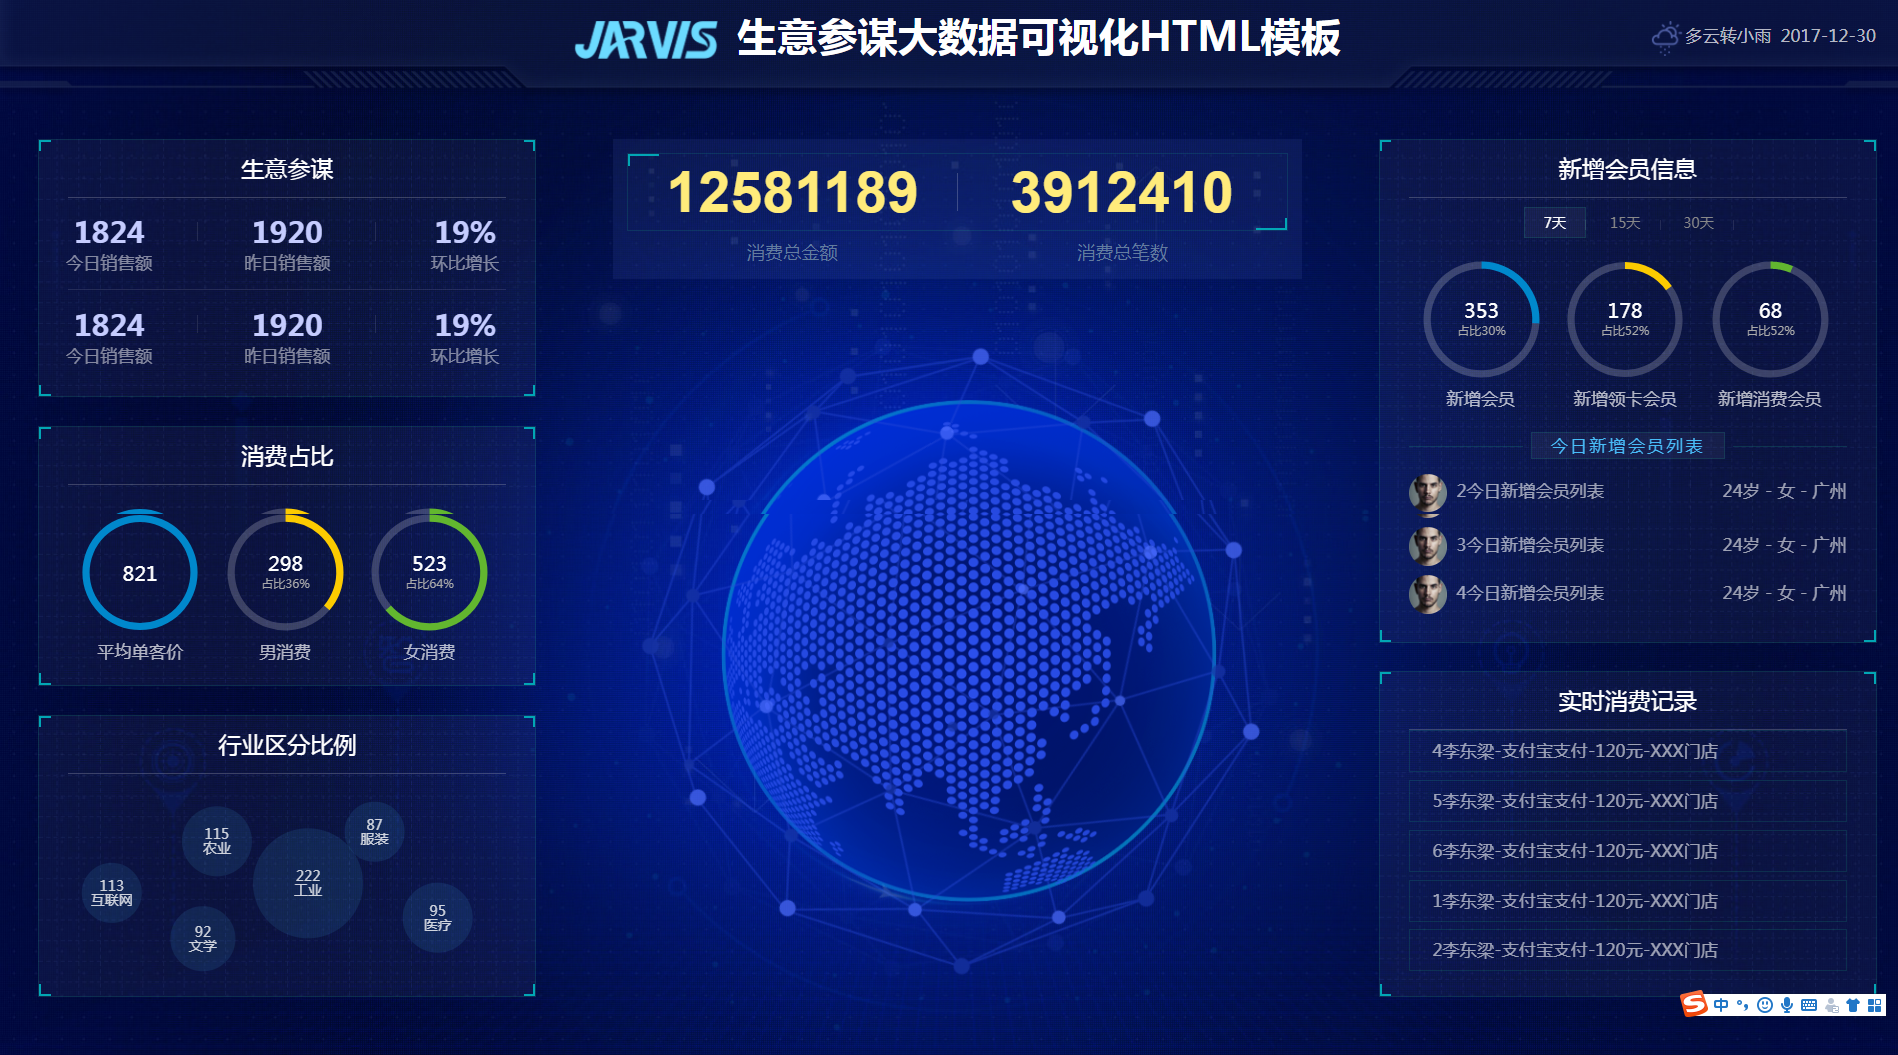 JARVIS 生意参谋大数据可视化HTML模板
多云转小雨 2017-12-30
生意参谋
1824 1920 19%
今日销售额 昨日销售额 环比增长
1824 1920 19%
今日销售额 昨日销售额 环比增长
消费占比
821
298
占比36%
523
占比64%
平均单客价 男消费 女消费
行业区分比例
115
农业
87
服装
222
工业
113
互联网
95
医疗
92
文学
12581189 3912410
消费总金额 消费总笔数
新增会员信息
7天 15天 30天
353
占比30%
178
占比52%
68
占比52%
新增会员 新增领卡会员 新增消费会员
今日新增会员列表
2今日新增会员列表 24岁 - 女 - 广州
3今日新增会员列表 24岁 - 女 - 广州
4今日新增会员列表 24岁 - 女 - 广州
实时消费记录
4李东梁-支付宝支付-120元-XXX门店
5李东梁-支付宝支付-120元-XXX门店
6李东梁-支付宝支付-120元-XXX门店
1李东梁-支付宝支付-120元-XXX门店
2李东梁-支付宝支付-120元-XXX门店
S 中